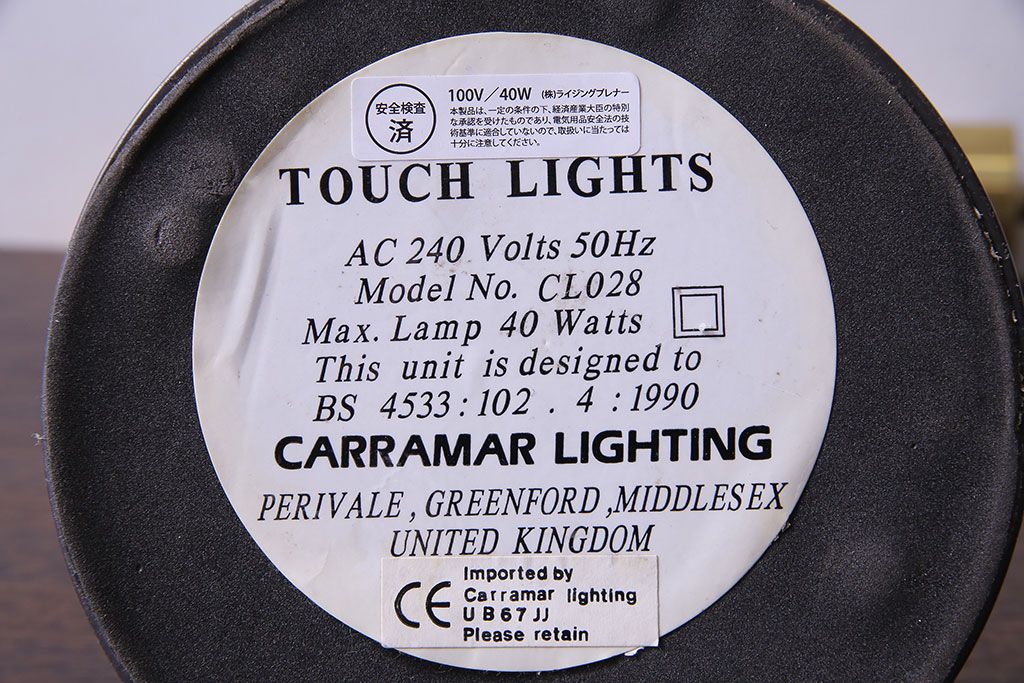 安全検査
済
100V／40W (株)ライジングプレナー
本製品は、一定の条件の下、経済産業大臣の特別
な承認を受けたものであり、電気用品安全法の技
術基準に適合していないので、取扱いに当たっては
十分に注意してください。
TOUCH LIGHTS
AC 240 Volts 50Hz
Model No. CL028
Max. Lamp 40 Watts
This unit is designed to
BS 4533:102 . 4 :1990
CARRAMAR LIGHTING
PERIVALE , GREENFORD ,MIDDLESEX
UNITED KINGDOM
CE
Imported by
Carramar lighting
UB67JJ
Please retain